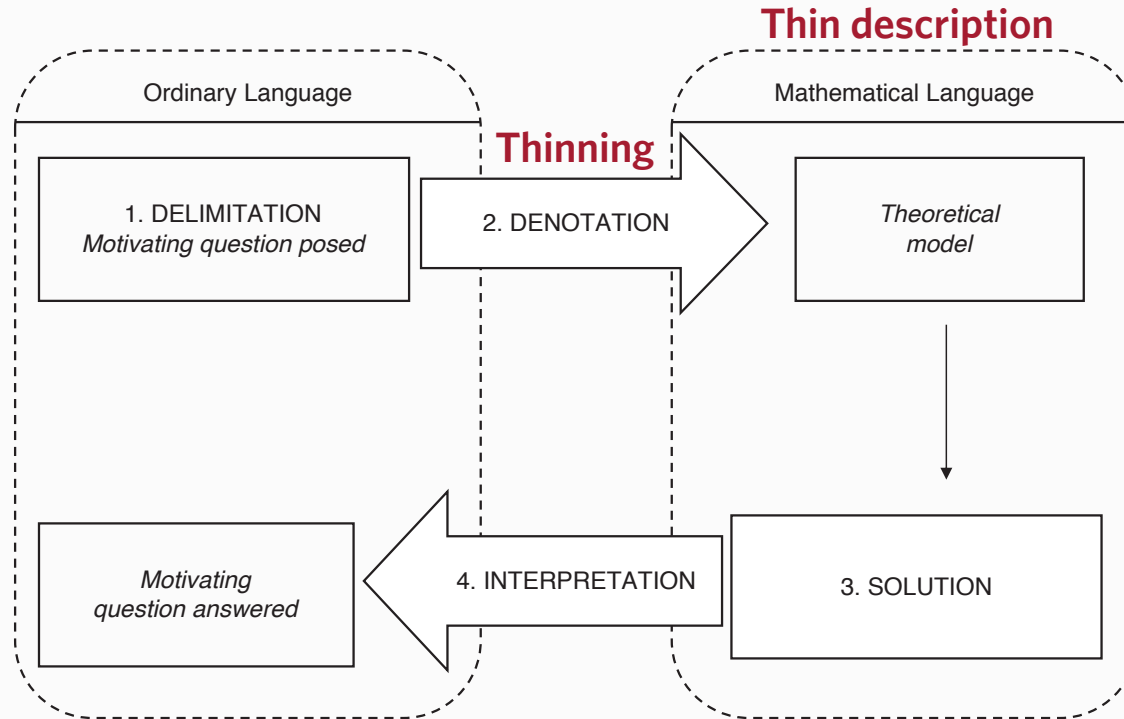 Thin description
Ordinary Language
Mathematical Language
Thinning
1. DELIMITATION
Motivating question posed
2. DENOTATION
Theoretical
model
Motivating
question answered
4. INTERPRETATION
3. SOLUTION